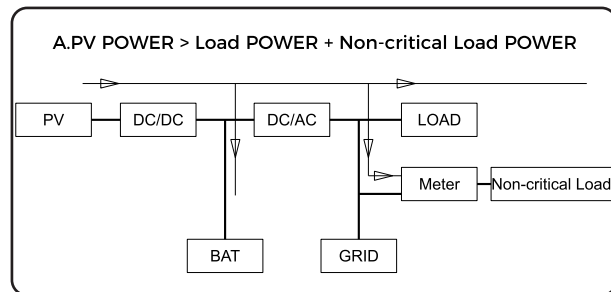 A.PV POWER > Load POWER + Non-critical Load POWER
PV
DC/DC
DC/AC
LOAD
Meter
Non-critical Load
BAT
GRID